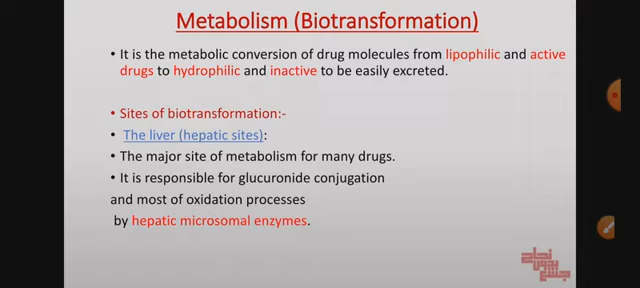 Metabolism (Biotransformation)
• It is the metabolic conversion of drug molecules from lipophilic and active
drugs to hydrophilic and inactive to be easily excreted.
• Sites of biotransformation:-
• The liver (hepatic sites):
• The major site of metabolism for many drugs.
• It is responsible for glucuronide conjugation
and most of oxidation processes
by hepatic microsomal enzymes.